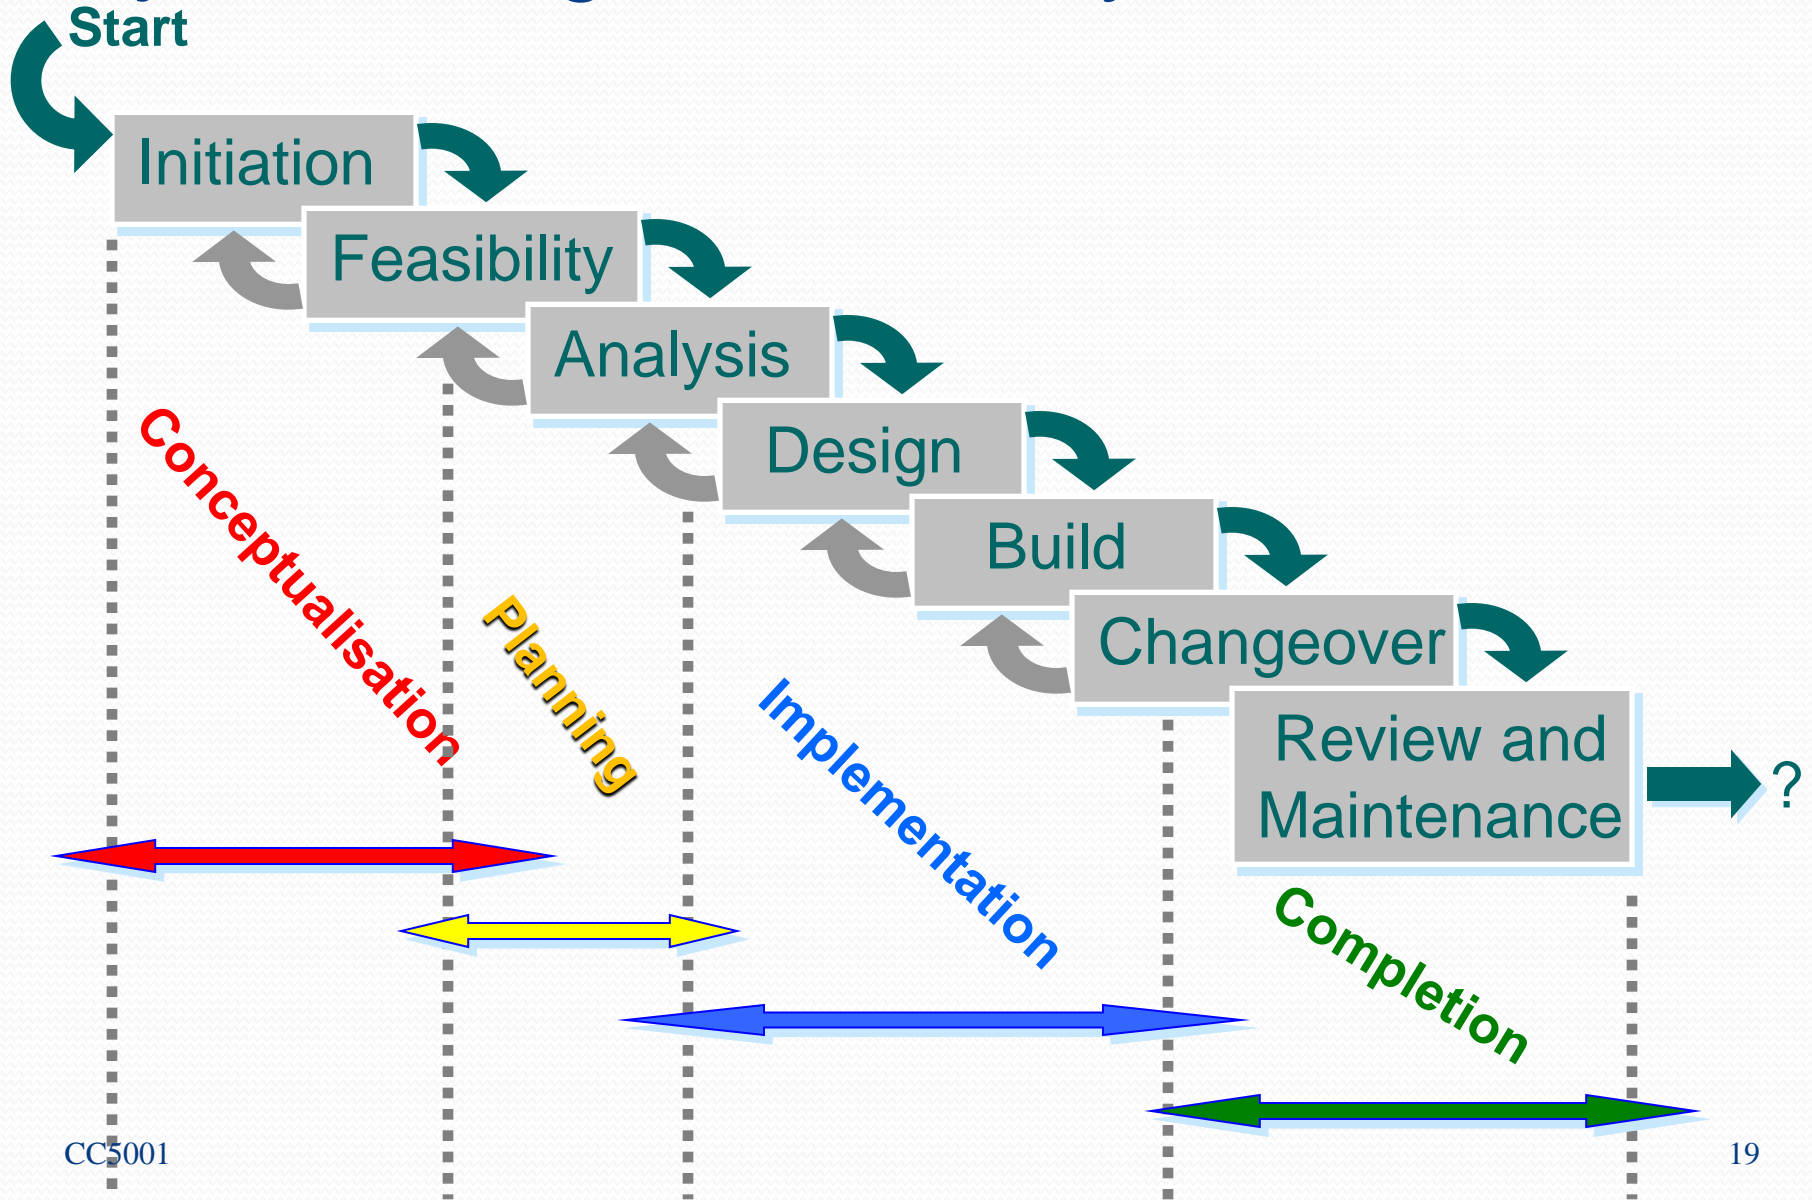 Start
Initiation
Feasibility
Analysis
Design
Build
Changeover
Review and
Maintenance
?
Conceptualisation
Planning
Implementation
Completion
CC5001
19